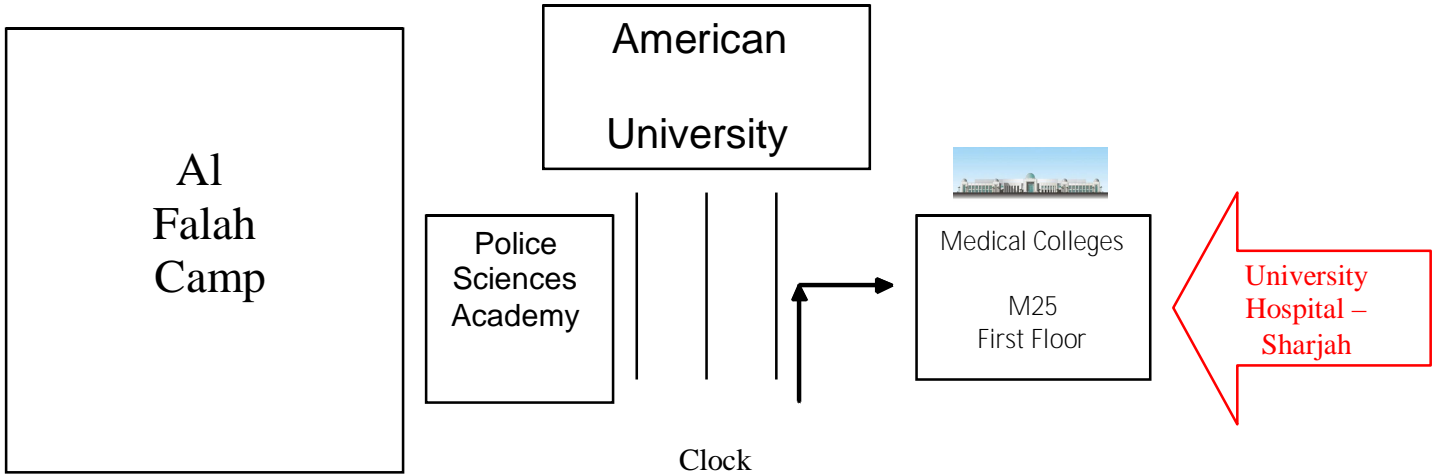 American
University
Al
Falah
Camp
Police
Sciences
Academy
Medical Colleges
M25
First Floor
University
Hospital –
Sharjah
Clock